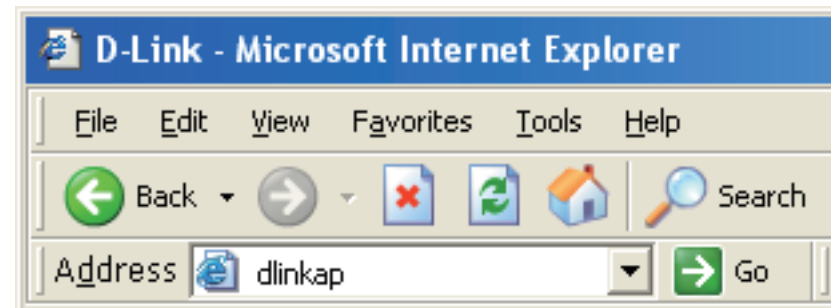 D-Link - Microsoft Internet Explorer
File Edit View Favorites Tools Help
Back Search
Address dlinkap Go